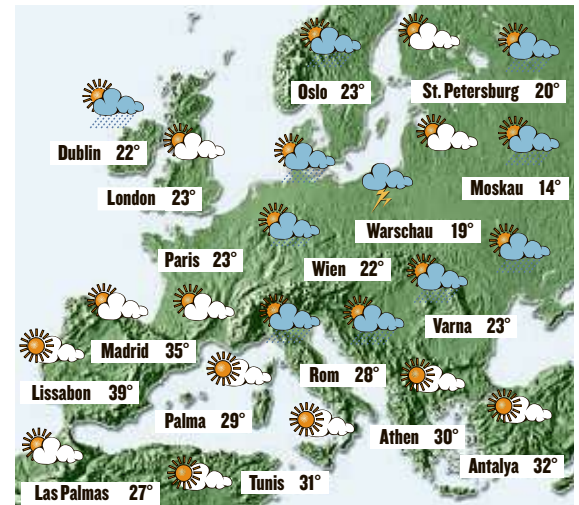 Oslo 23°
St. Petersburg 20°
Dublin 22°
Moskau 14°
London 23°
Warschau 19°
Paris 23°
Wien 22°
Varna 23°
Madrid 35°
Rom 28°
Lissabon 39°
Palma 29°
Athen 30°
Antalya 32°
Tunis 31°
Las Palmas 27°